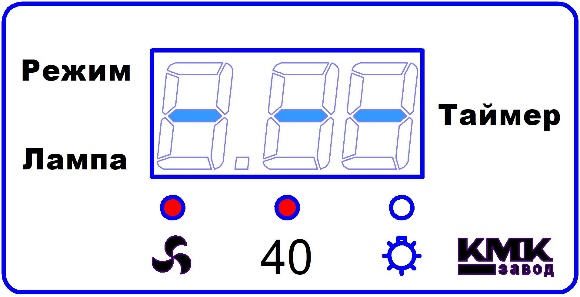 Режим
Лампа
Таймер
- - -
40
КМК
завод